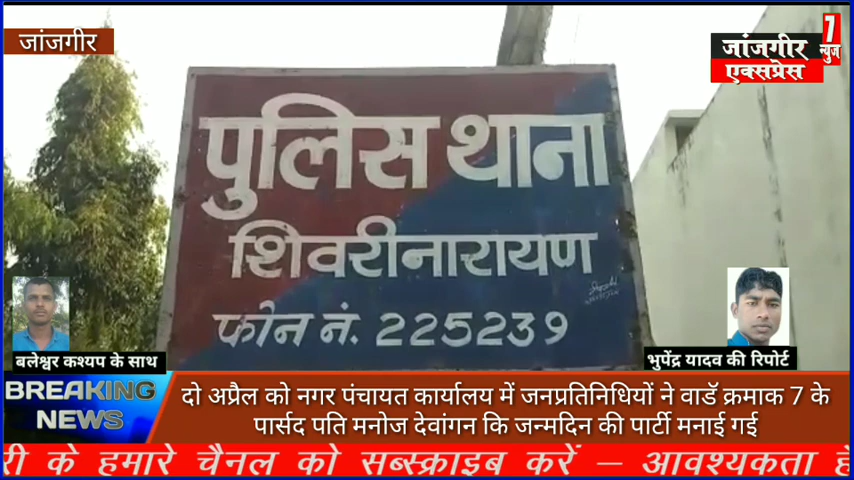 जांजगीर
जांजगीर
एक्सप्रेस
7
न्युज
पुलिस थाना
शिवरीनारायण
फोन नं. 225239
बलेश्वर कश्यप के साथ
भुपेंद्र यादव की रिपोर्ट
BREAKING
NEWS
दो अप्रैल को नगर पंचायत कार्यालय में जनप्रतिनिधियों ने वार्ड क्रमाक 7 के
पार्सद पति मनोज देवांगन कि जन्मदिन की पार्टी मनाई गई
री के हमारे चैनल को सब्स्क्राइब करें – आवश्यकता है